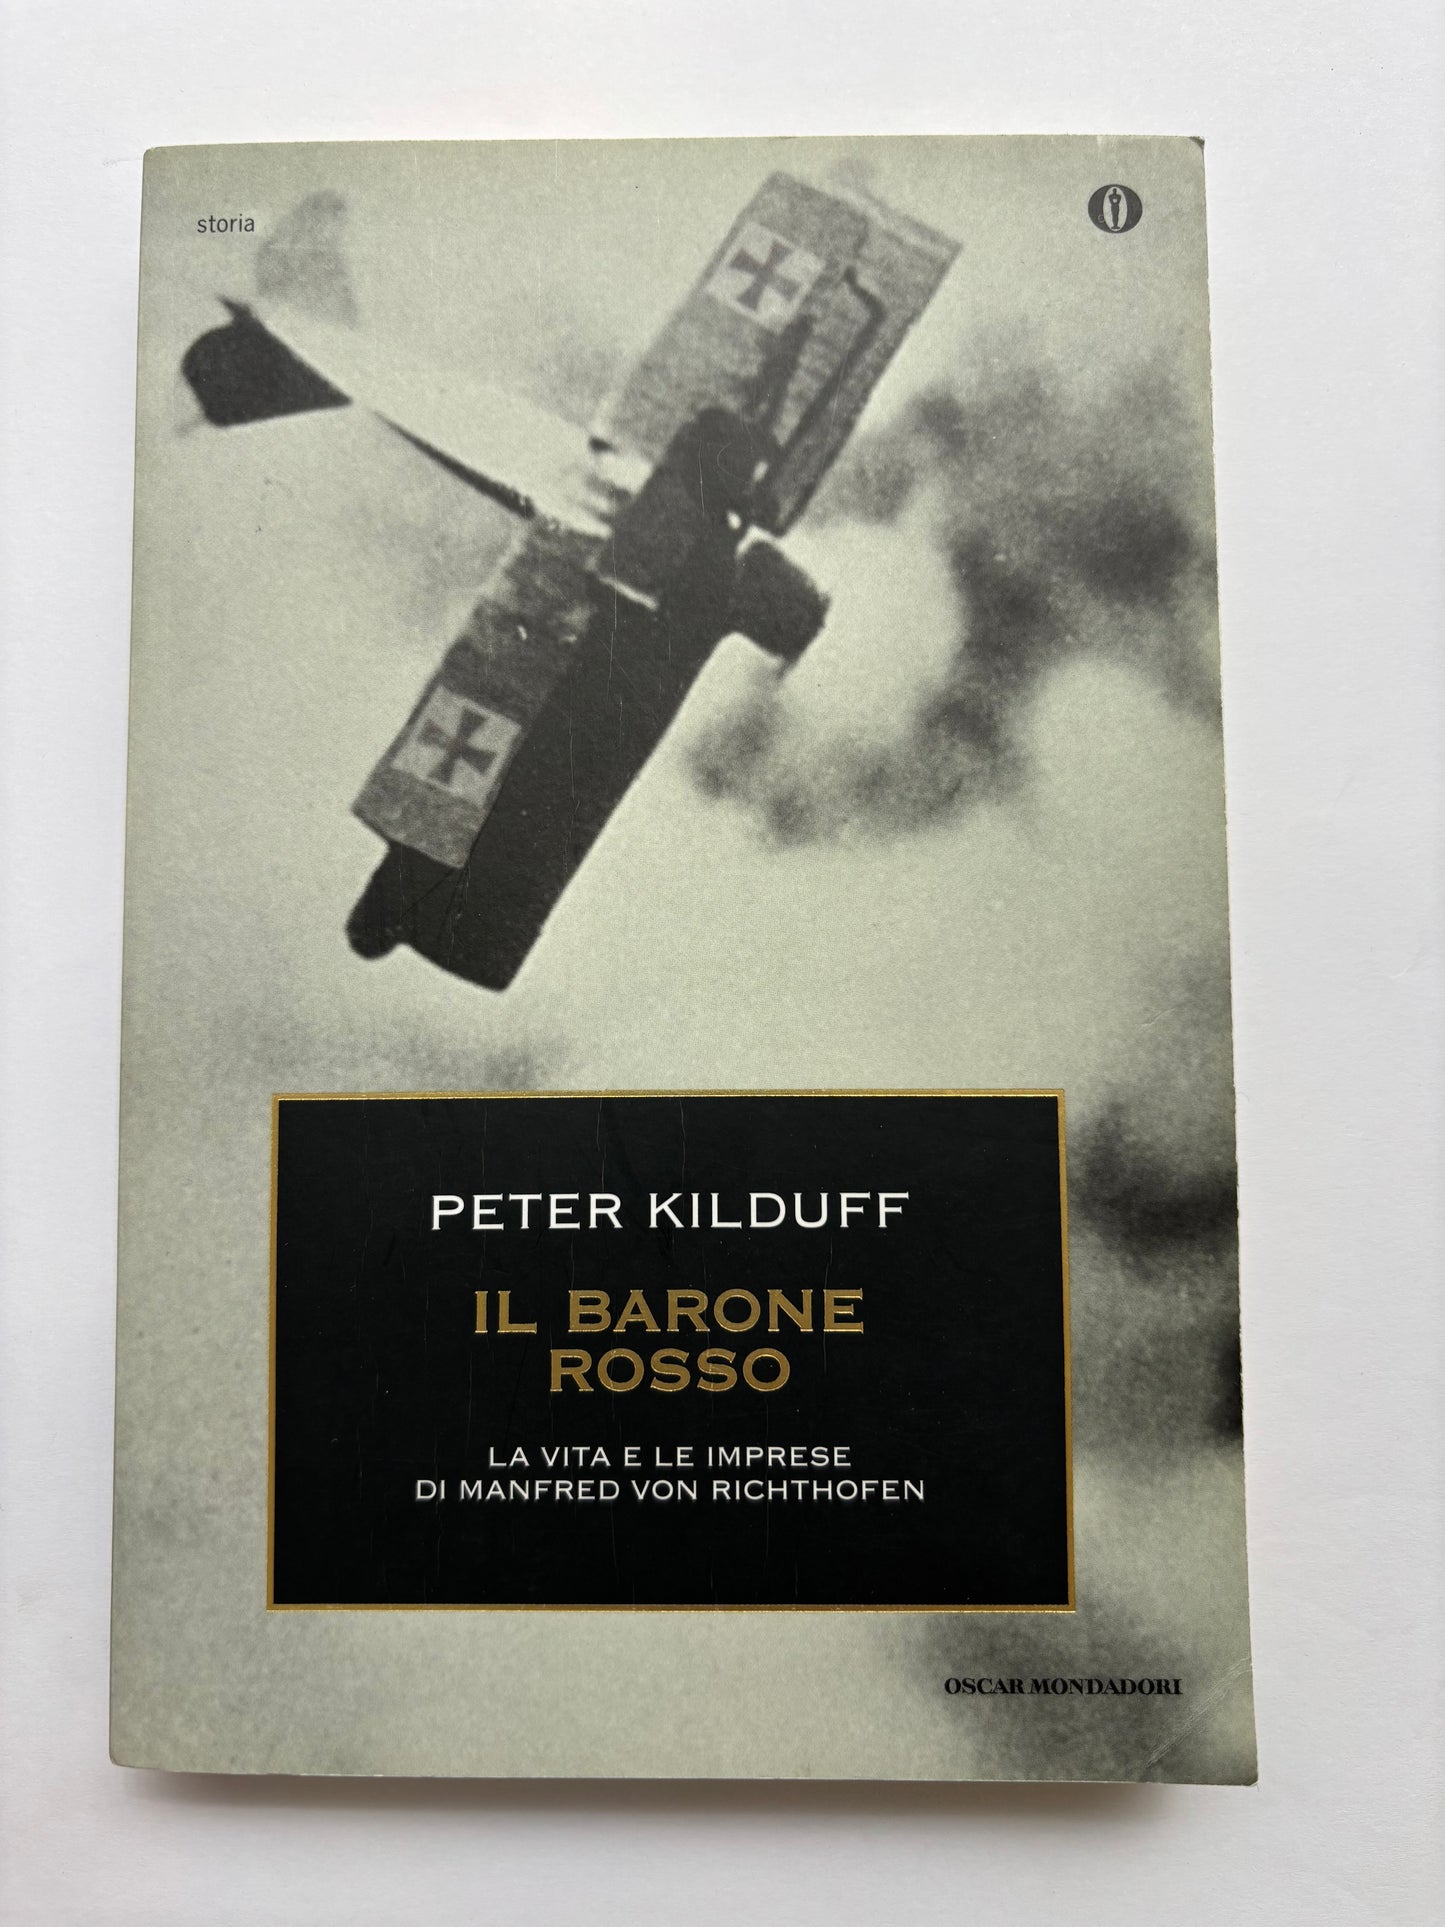 storia
PETER KILDUFF
IL BARONE
ROSSO
LA VITA E LE IMPRESE
DI MANFRED VON RICHTHOFEN
OSCAR MONDADORI